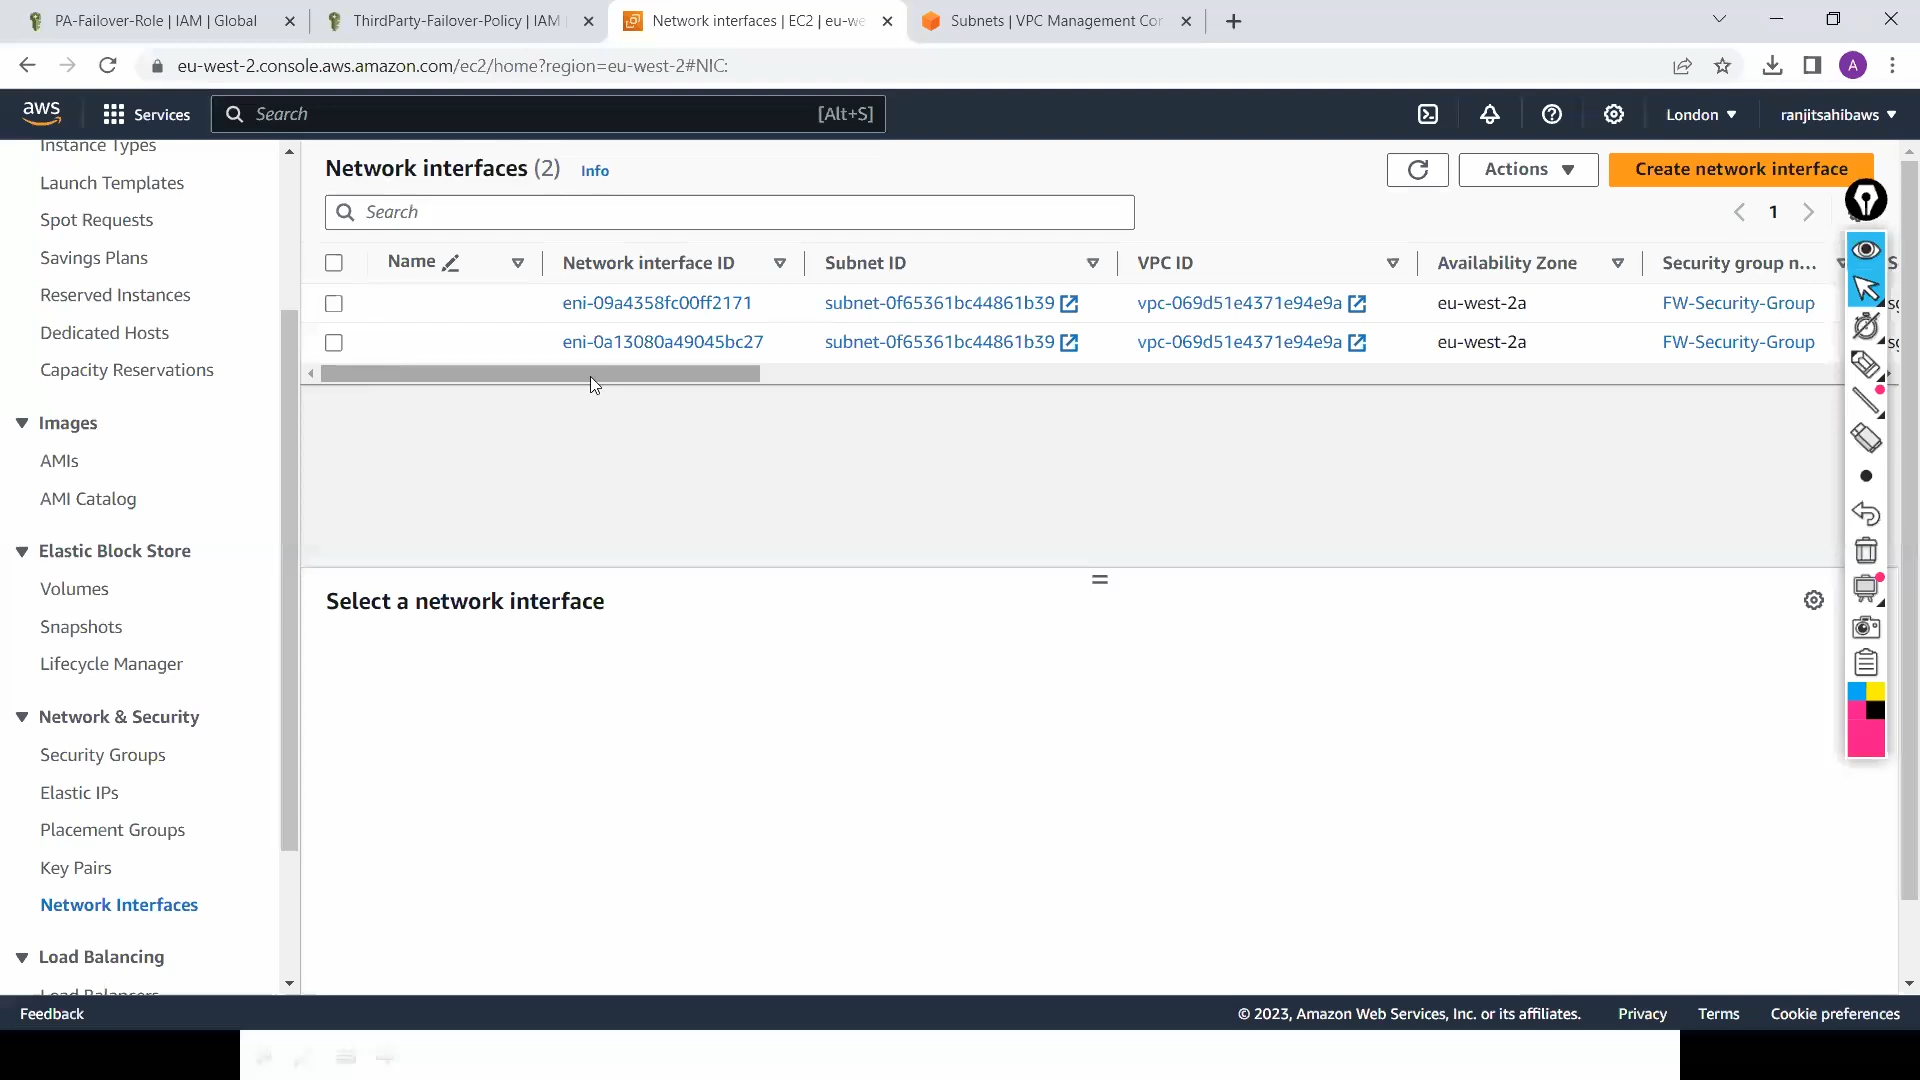 PA-Failover-Role | IAM | Global
ThirdParty-Failover-Policy | IAM
Network interfaces | EC2 | eu-we
Subnets | VPC Management Cor
eu-west-2.console.aws.amazon.com/ec2/home?region=eu-west-2#NIC:
A
aws
Services
Search
[Alt+S]
London
ranjitsahibaws
Instance Types
Launch Templates
Spot Requests
Savings Plans
Reserved Instances
Dedicated Hosts
Capacity Reservations
Images
AMIs
AMI Catalog
Elastic Block Store
Volumes
Snapshots
Lifecycle Manager
Network & Security
Security Groups
Elastic IPs
Placement Groups
Key Pairs
Network Interfaces
Load Balancing
Load Balancers
Network interfaces (2) Info
Actions
Create network interface
Search
1
Name Network interface ID Subnet ID VPC ID Availability Zone Security group n... S
eni-09a4358fc00ff2171 subnet-0f65361bc44861b39 vpc-069d51e4371e94e9a eu-west-2a FW-Security-Group
eni-0a13080a49045bc27 subnet-0f65361bc44861b39 vpc-069d51e4371e94e9a eu-west-2a FW-Security-Group
Select a network interface
Feedback
© 2023, Amazon Web Services, Inc. or its affiliates.
Privacy
Terms
Cookie preferences